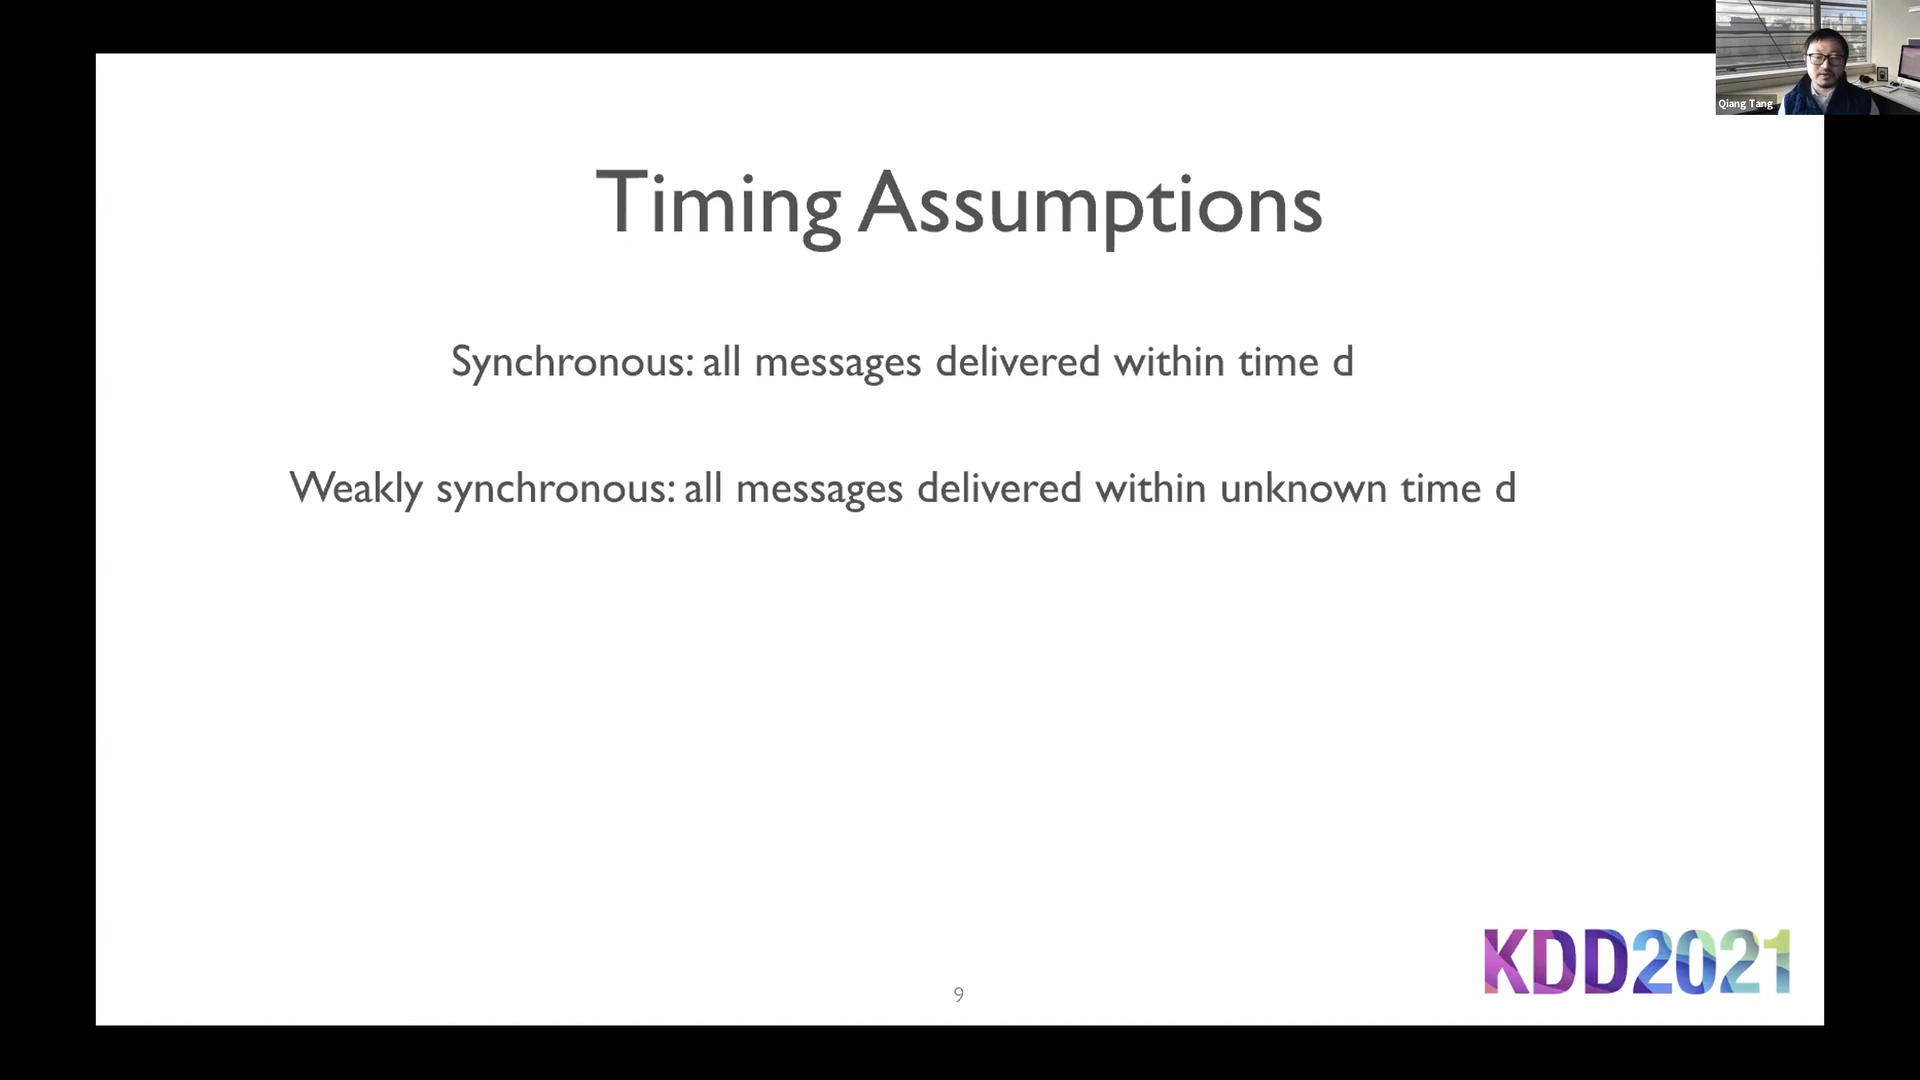 Qiang Tang
Timing Assumptions
Synchronous: all messages delivered within time d
Weakly synchronous: all messages delivered within unknown time d
KDD2021
9